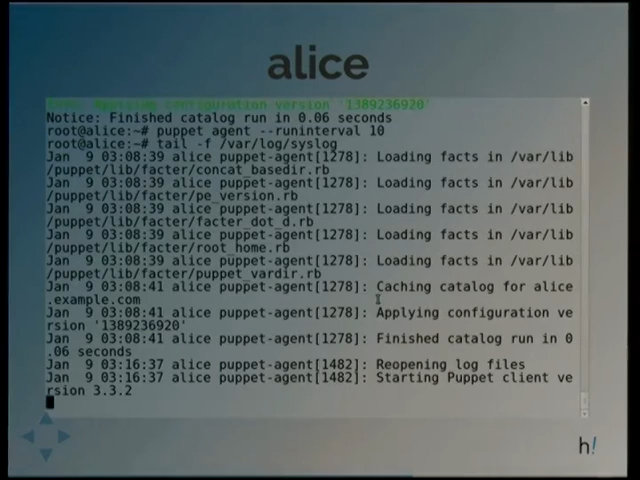 alice
Info: Applying configuration version '1389236920'
Notice: Finished catalog run in 0.06 seconds
root@alice:~# puppet agent --runinterval 10
root@alice:~# tail -f /var/log/syslog
Jan  9 03:08:39 alice puppet-agent[1278]: Loading facts in /var/lib
/puppet/lib/facter/concat_basedir.rb
Jan  9 03:08:39 alice puppet-agent[1278]: Loading facts in /var/lib
/puppet/lib/facter/pe_version.rb
Jan  9 03:08:39 alice puppet-agent[1278]: Loading facts in /var/lib
/puppet/lib/facter/facter_dot_d.rb
Jan  9 03:08:39 alice puppet-agent[1278]: Loading facts in /var/lib
/puppet/lib/facter/root_home.rb
Jan  9 03:08:39 alice puppet-agent[1278]: Loading facts in /var/lib
/puppet/lib/facter/puppet_vardir.rb
Jan  9 03:08:41 alice puppet-agent[1278]: Caching catalog for alice
.example.com
Jan  9 03:08:41 alice puppet-agent[1278]: Applying configuration ve
rsion '1389236920'
Jan  9 03:08:41 alice puppet-agent[1278]: Finished catalog run in 0
.06 seconds
Jan  9 03:16:37 alice puppet-agent[1482]: Reopening log files
Jan  9 03:16:37 alice puppet-agent[1482]: Starting Puppet client ve
rsion 3.3.2
h!